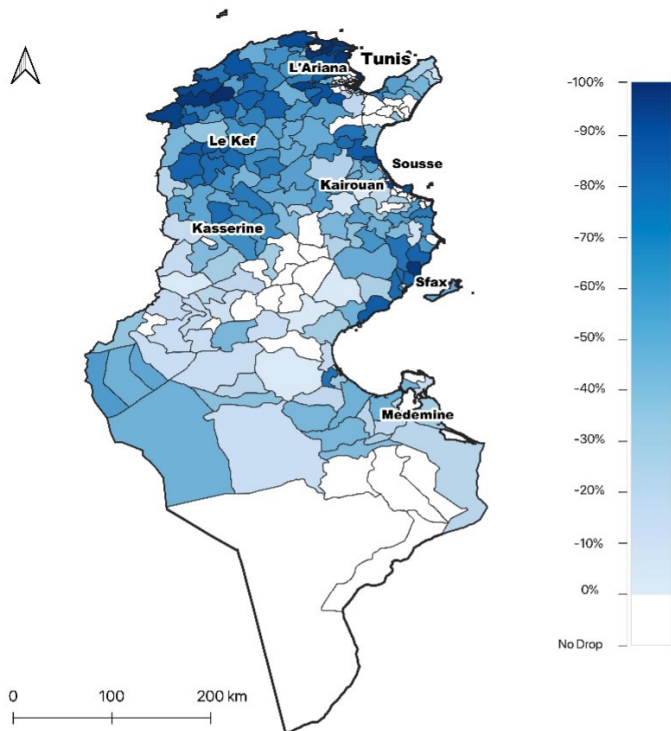 Tunis
L'Ariana
Le Kef
Sousse
Kairouan
Kasserine
Sfax
Medemine
-100%
-90%
-80%
-70%
-60%
-50%
-40%
-30%
-20%
-10%
0%
No Drop
0 100 200 km